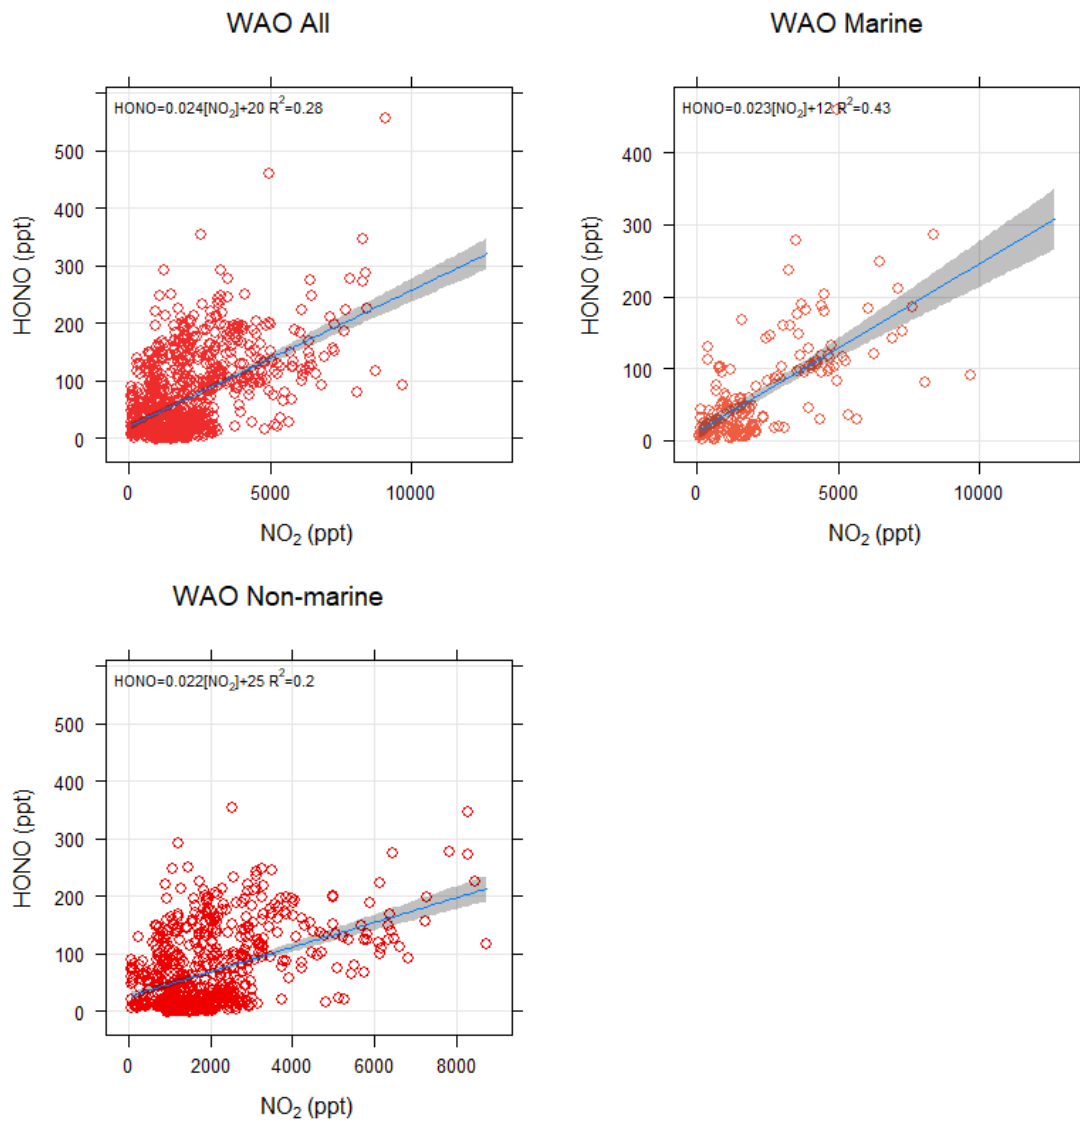 WAO All
WAO Marine
HONO=0.024[NO₂]+20 R²=0.28
HONO=0.023[NO₂]+12 R²=0.43
500
400
300
200
100
0
HONO (ppt)
0 5000 10000
NO₂ (ppt)
400
300
200
100
0
HONO (ppt)
0 5000 10000
NO₂ (ppt)
WAO Non-marine
HONO=0.022[NO₂]+25 R²=0.2
500
400
300
200
100
0
HONO (ppt)
0 2000 4000 6000 8000
NO₂ (ppt)